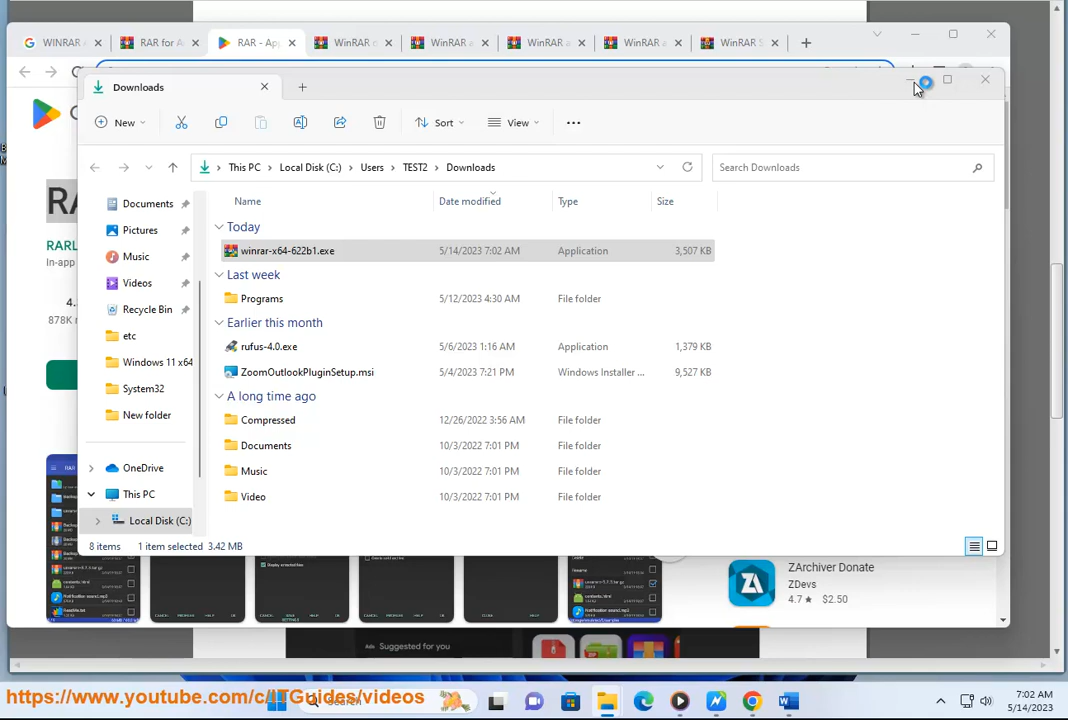 WINRAR A
RAR for A
RAR - App
WinRAR d
WinRAR a
WinRAR a
WinRAR a
WinRAR S
Downloads
New
Sort
View
This PC > Local Disk (C:) > Users > TEST2 > Downloads
Search Downloads
Name
Date modified
Type
Size
Documents
Pictures
Music
Videos
Recycle Bin
etc
Windows 11 x64
System32
New folder
OneDrive
This PC
Local Disk (C:)
Today
winrar-x64-622b1.exe 5/14/2023 7:02 AM Application 3,507 KB
Last week
Programs 5/12/2023 4:30 AM File folder
Earlier this month
rufus-4.0.exe 5/6/2023 1:16 AM Application 1,379 KB
ZoomOutlookPluginSetup.msi 5/4/2023 7:21 PM Windows Installer ... 9,527 KB
A long time ago
Compressed 12/26/2022 3:56 AM File folder
Documents 10/3/2022 7:01 PM File folder
Music 10/3/2022 7:01 PM File folder
Video 10/3/2022 7:01 PM File folder
8 items 1 item selected 3.42 MB
RA
RARL
In-app
4.
878K
ZArchiver Donate
ZDevs
4.7 ★ $2.50
Ads Suggested for you
https://www.youtube.com/c/ITGuides/videos
Search
7:02 AM
5/14/2023